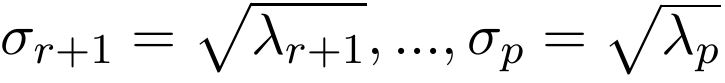 σ_{r+1} = √λ_{r+1}, ..., σ_p = √λ_p